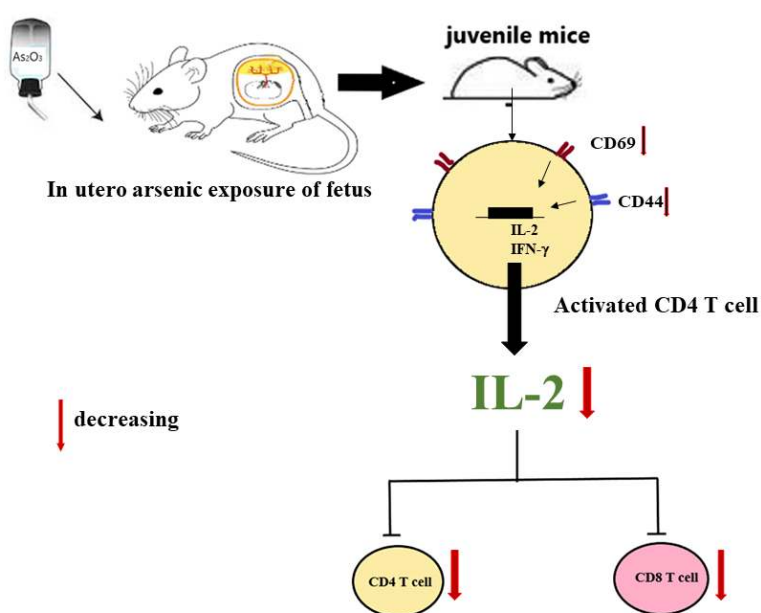 As₂O₃
juvenile mice
In utero arsenic exposure of fetus
CD69
CD44
IL-2
IFN-γ
Activated CD4 T cell
IL-2
decreasing
CD4 T cell
CD8 T cell